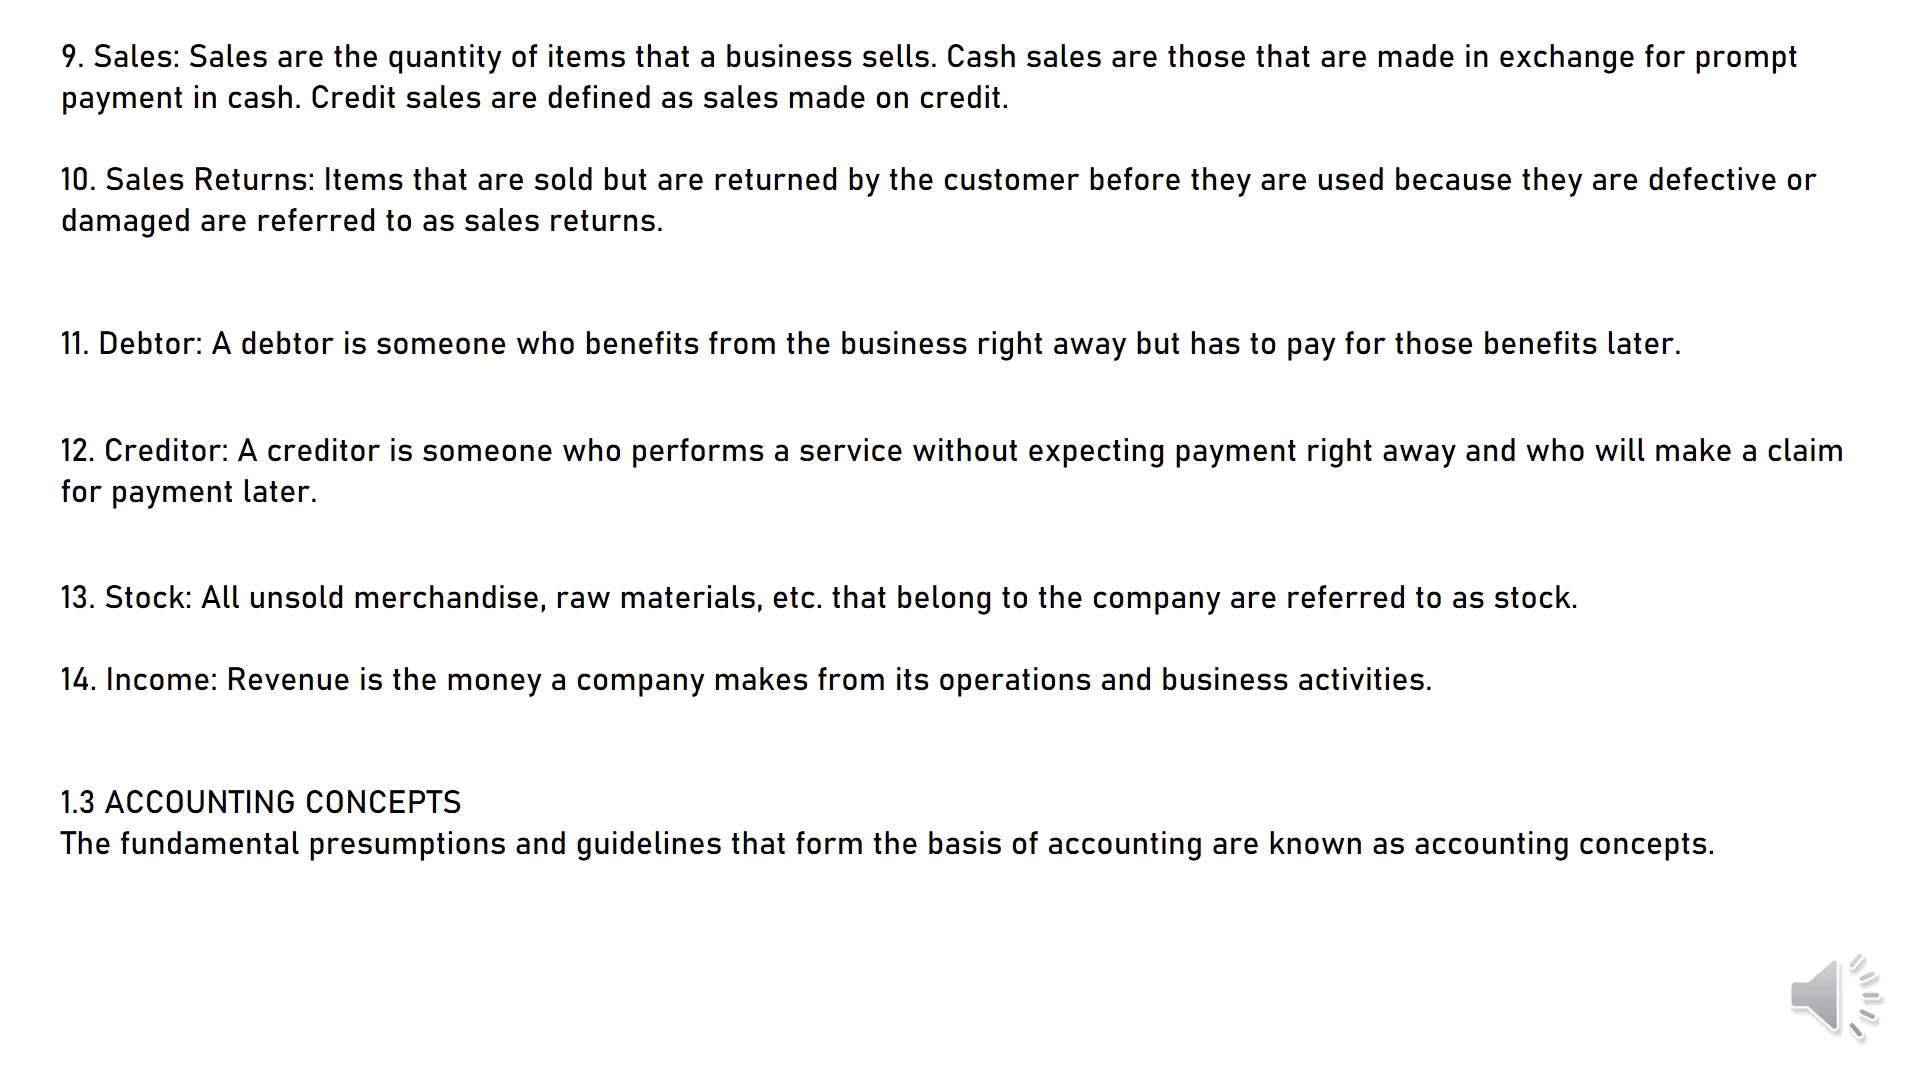 9. Sales: Sales are the quantity of items that a business sells. Cash sales are those that are made in exchange for prompt
payment in cash. Credit sales are defined as sales made on credit.
10. Sales Returns: Items that are sold but are returned by the customer before they are used because they are defective or
damaged are referred to as sales returns.
11. Debtor: A debtor is someone who benefits from the business right away but has to pay for those benefits later.
12. Creditor: A creditor is someone who performs a service without expecting payment right away and who will make a claim
for payment later.
13. Stock: All unsold merchandise, raw materials, etc. that belong to the company are referred to as stock.
14. Income: Revenue is the money a company makes from its operations and business activities.
1.3 ACCOUNTING CONCEPTS
The fundamental presumptions and guidelines that form the basis of accounting are known as accounting concepts.